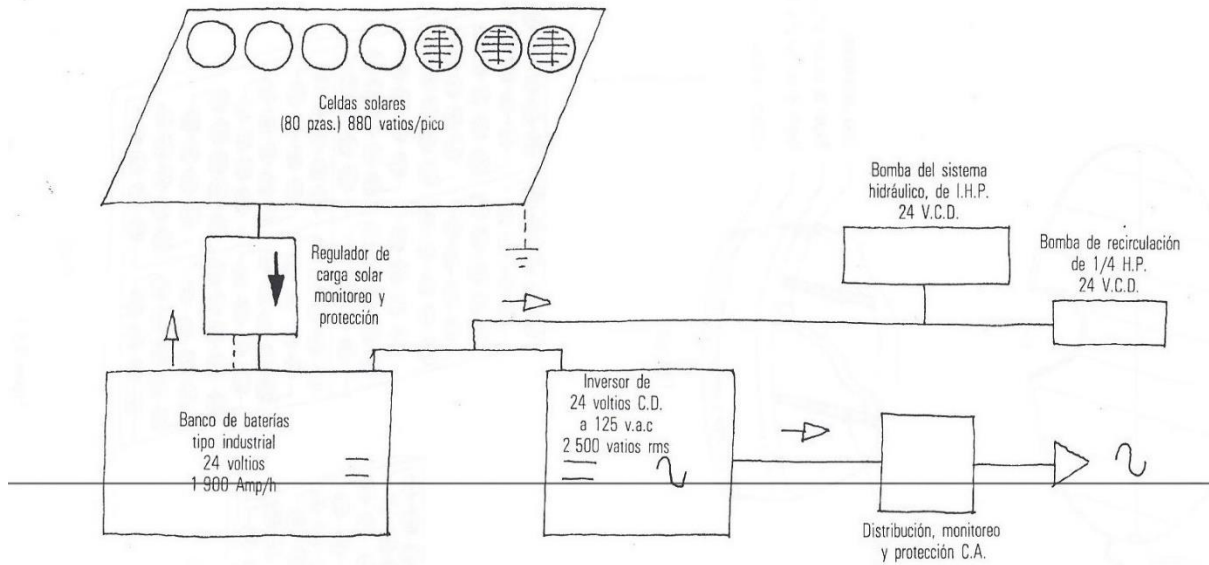 Celdas solares
(80 pzas.) 880 vatios/pico
Regulador de
carga solar
monitoreo y
protección
Bomba del sistema
hidráulico, de I.H.P.
24 V.C.D.
Bomba de recirculación
de 1/4 H.P.
24 V.C.D.
Banco de baterías
tipo industrial
24 voltios
1 900 Amp/h
Inversor de
24 voltios C.D.
a 125 v.a.c
2 500 vatios rms
Distribución, monitoreo
y protección C.A.